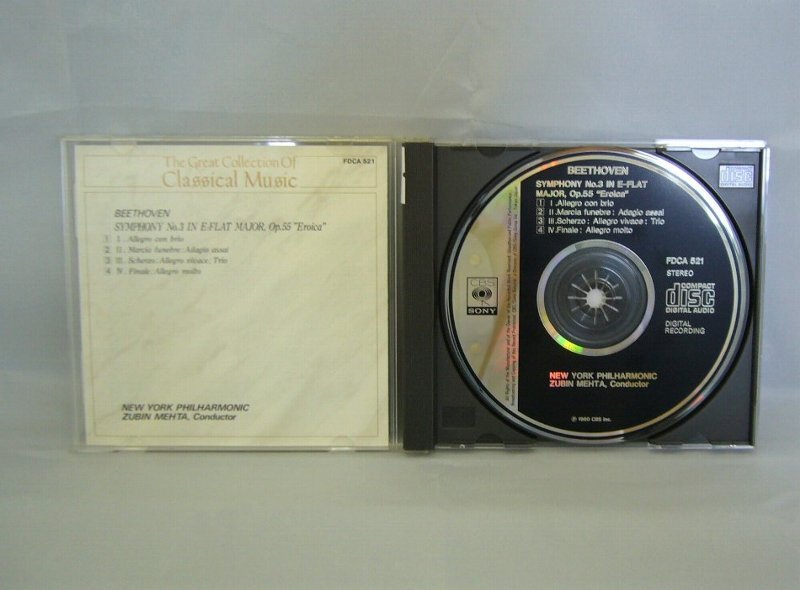 The Great Collection Of
Classical Music
FDCA 521
BEETHOVEN
SYMPHONY No.3 IN E-FLAT MAJOR, Op.55 "Eroica"
1 I. Allegro con brio
2 II. Marcia funebre: Adagio assai
3 III. Scherzo: Allegro vivace; Trio
4 IV. Finale: Allegro molto
NEW YORK PHILHARMONIC
ZUBIN MEHTA, Conductor
BEETHOVEN
SYMPHONY No.3 IN E-FLAT
MAJOR, Op.55 "Eroica"
1 I. Allegro con brio
2 II. Marcia funebre: Adagio assai
3 III. Scherzo: Allegro vivace; Trio
4 IV. Finale: Allegro molto
FDCA 521
STEREO
COMPACT
disc
DIGITAL AUDIO
DIGITAL
RECORDING
CBS
SONY
NEW YORK PHILHARMONIC
ZUBIN MEHTA, Conductor
℗ 1980 CBS Inc.
COMPACT
disc
DIGITAL AUDIO